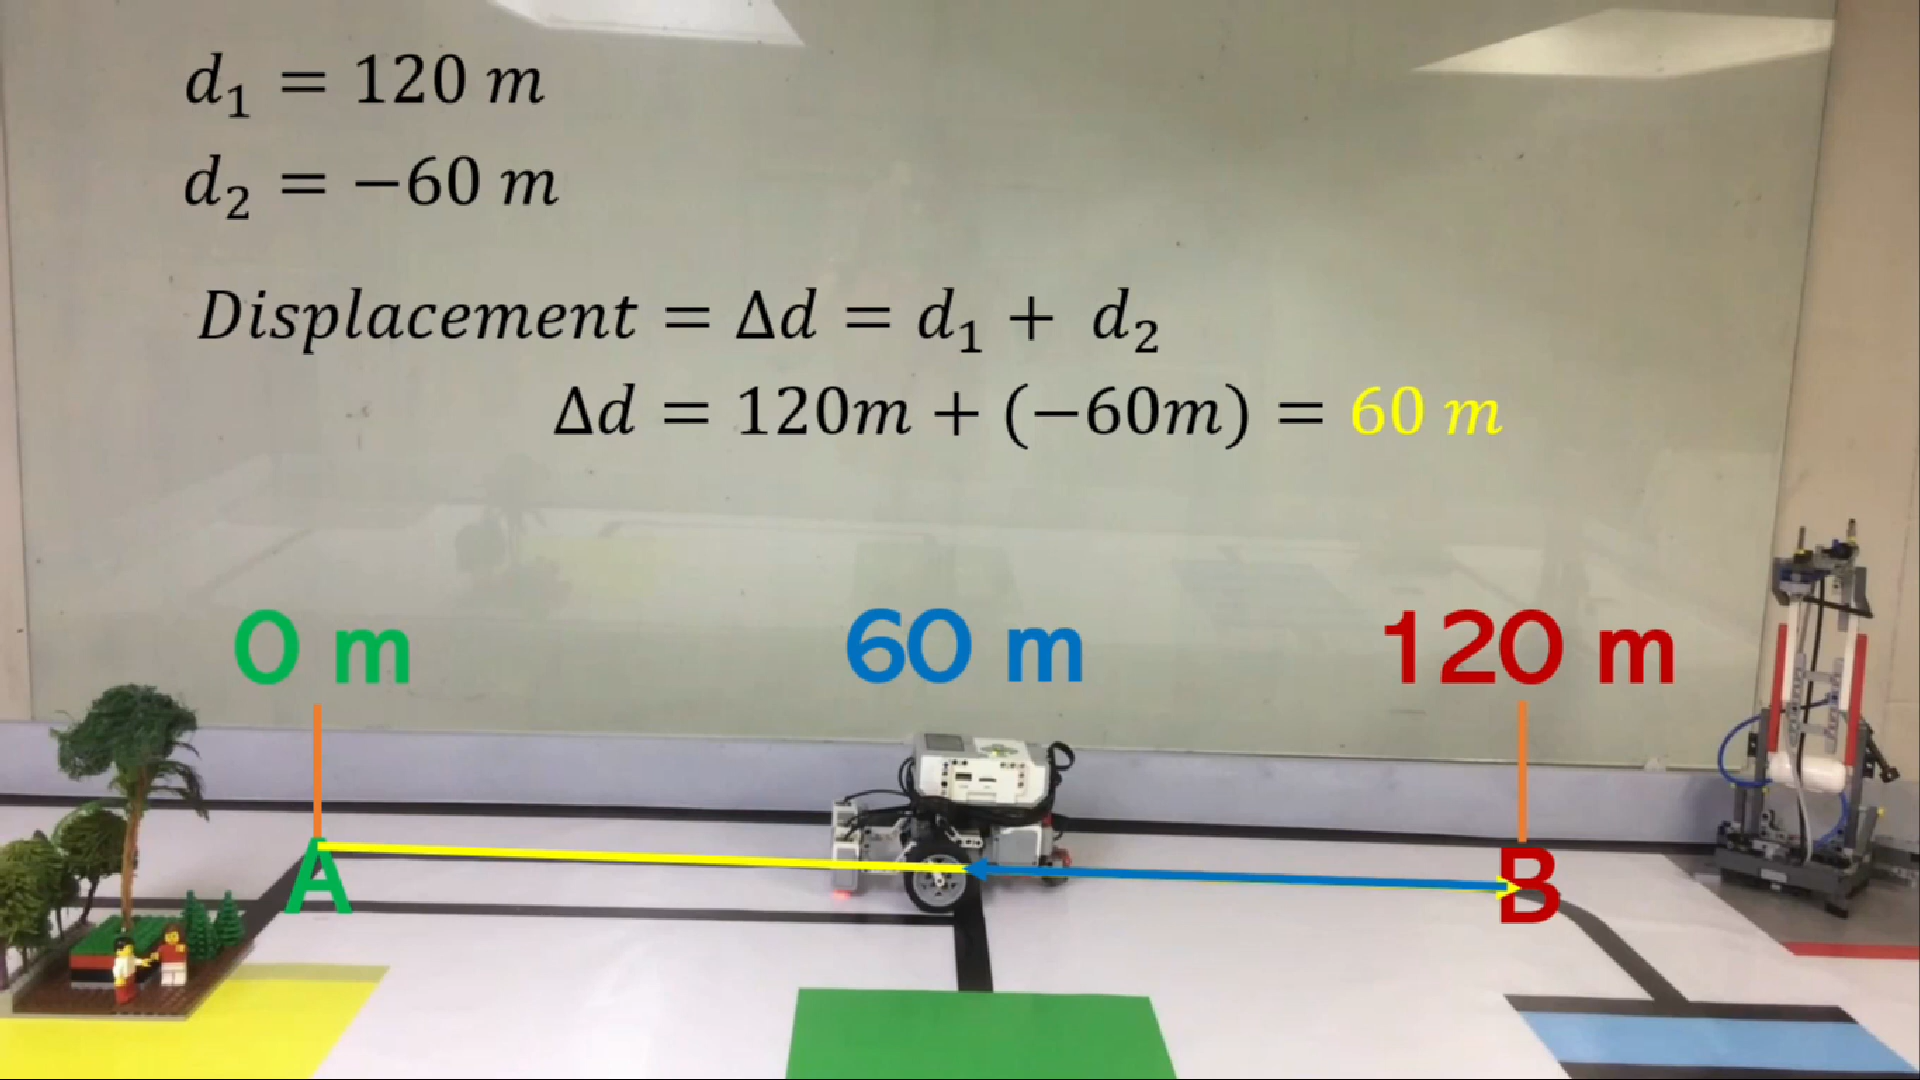 d₁ = 120 m
d₂ = −60 m
Displacement = Δd = d₁ + d₂
Δd = 120m + (−60m) = 60 m
0 m 60 m 120 m
A B